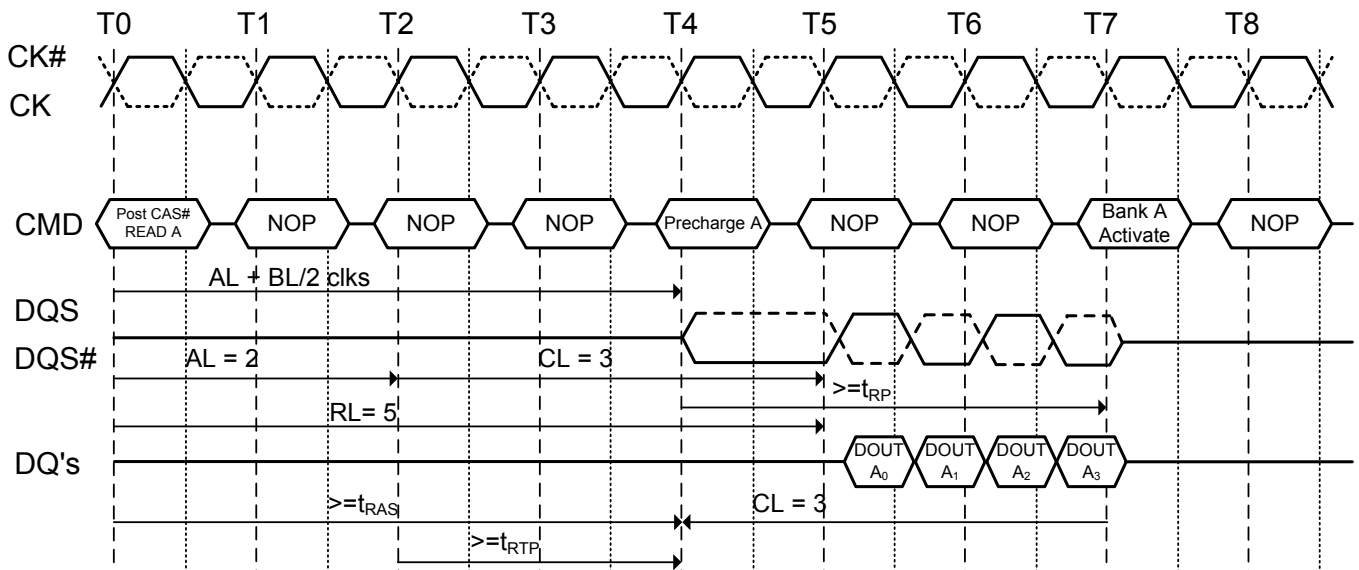 T0 T1 T2 T3 T4 T5 T6 T7 T8
CK#
CK
CMD
Post CAS#
READ A
NOP
NOP
NOP
Precharge A
NOP
NOP
Bank A
Activate
NOP
AL + BL/2 clks
DQS
DQS#
AL = 2
CL = 3
>=tRP
RL= 5
DQ's
DOUT
A0
DOUT
A1
DOUT
A2
DOUT
A3
>=tRAS
CL = 3
>=tRTP